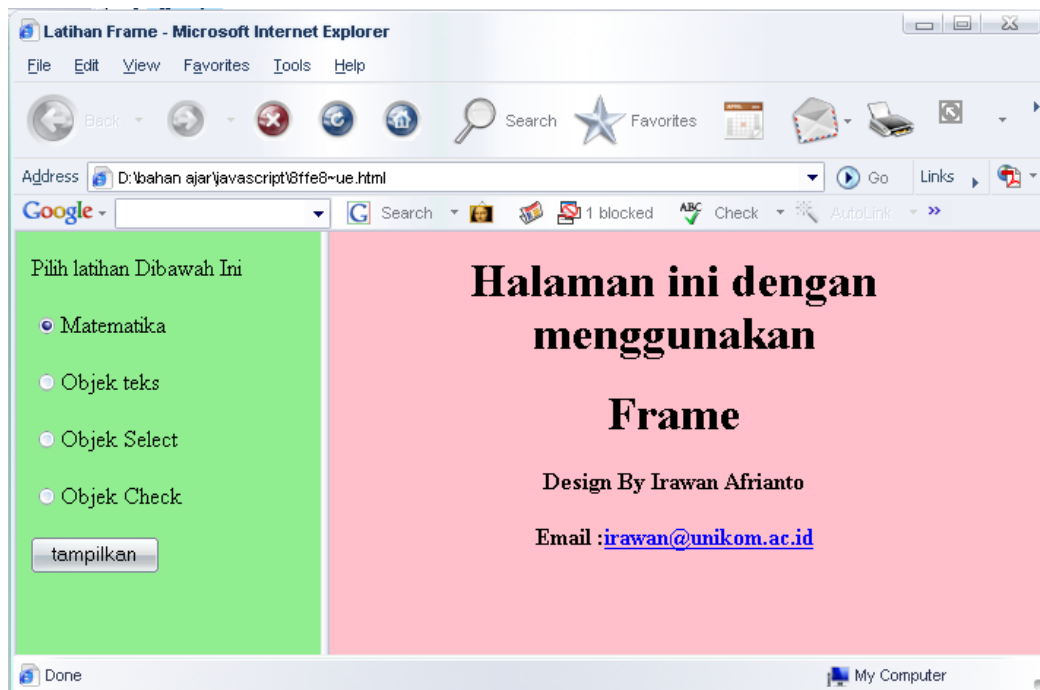 Latihan Frame - Microsoft Internet Explorer
File Edit View Favorites Tools Help
Back Search Favorites
Address D:\bahan ajar\javascript\8ffe8~ue.html Go Links
Google Search 1 blocked ABC Check AutoLink »
Pilih latihan Dibawah Ini
Matematika
Objek teks
Objek Select
Objek Check
tampilkan
Halaman ini dengan
menggunakan
Frame
Design By Irawan Afrianto
Email :irawan@unikom.ac.id
Done My Computer